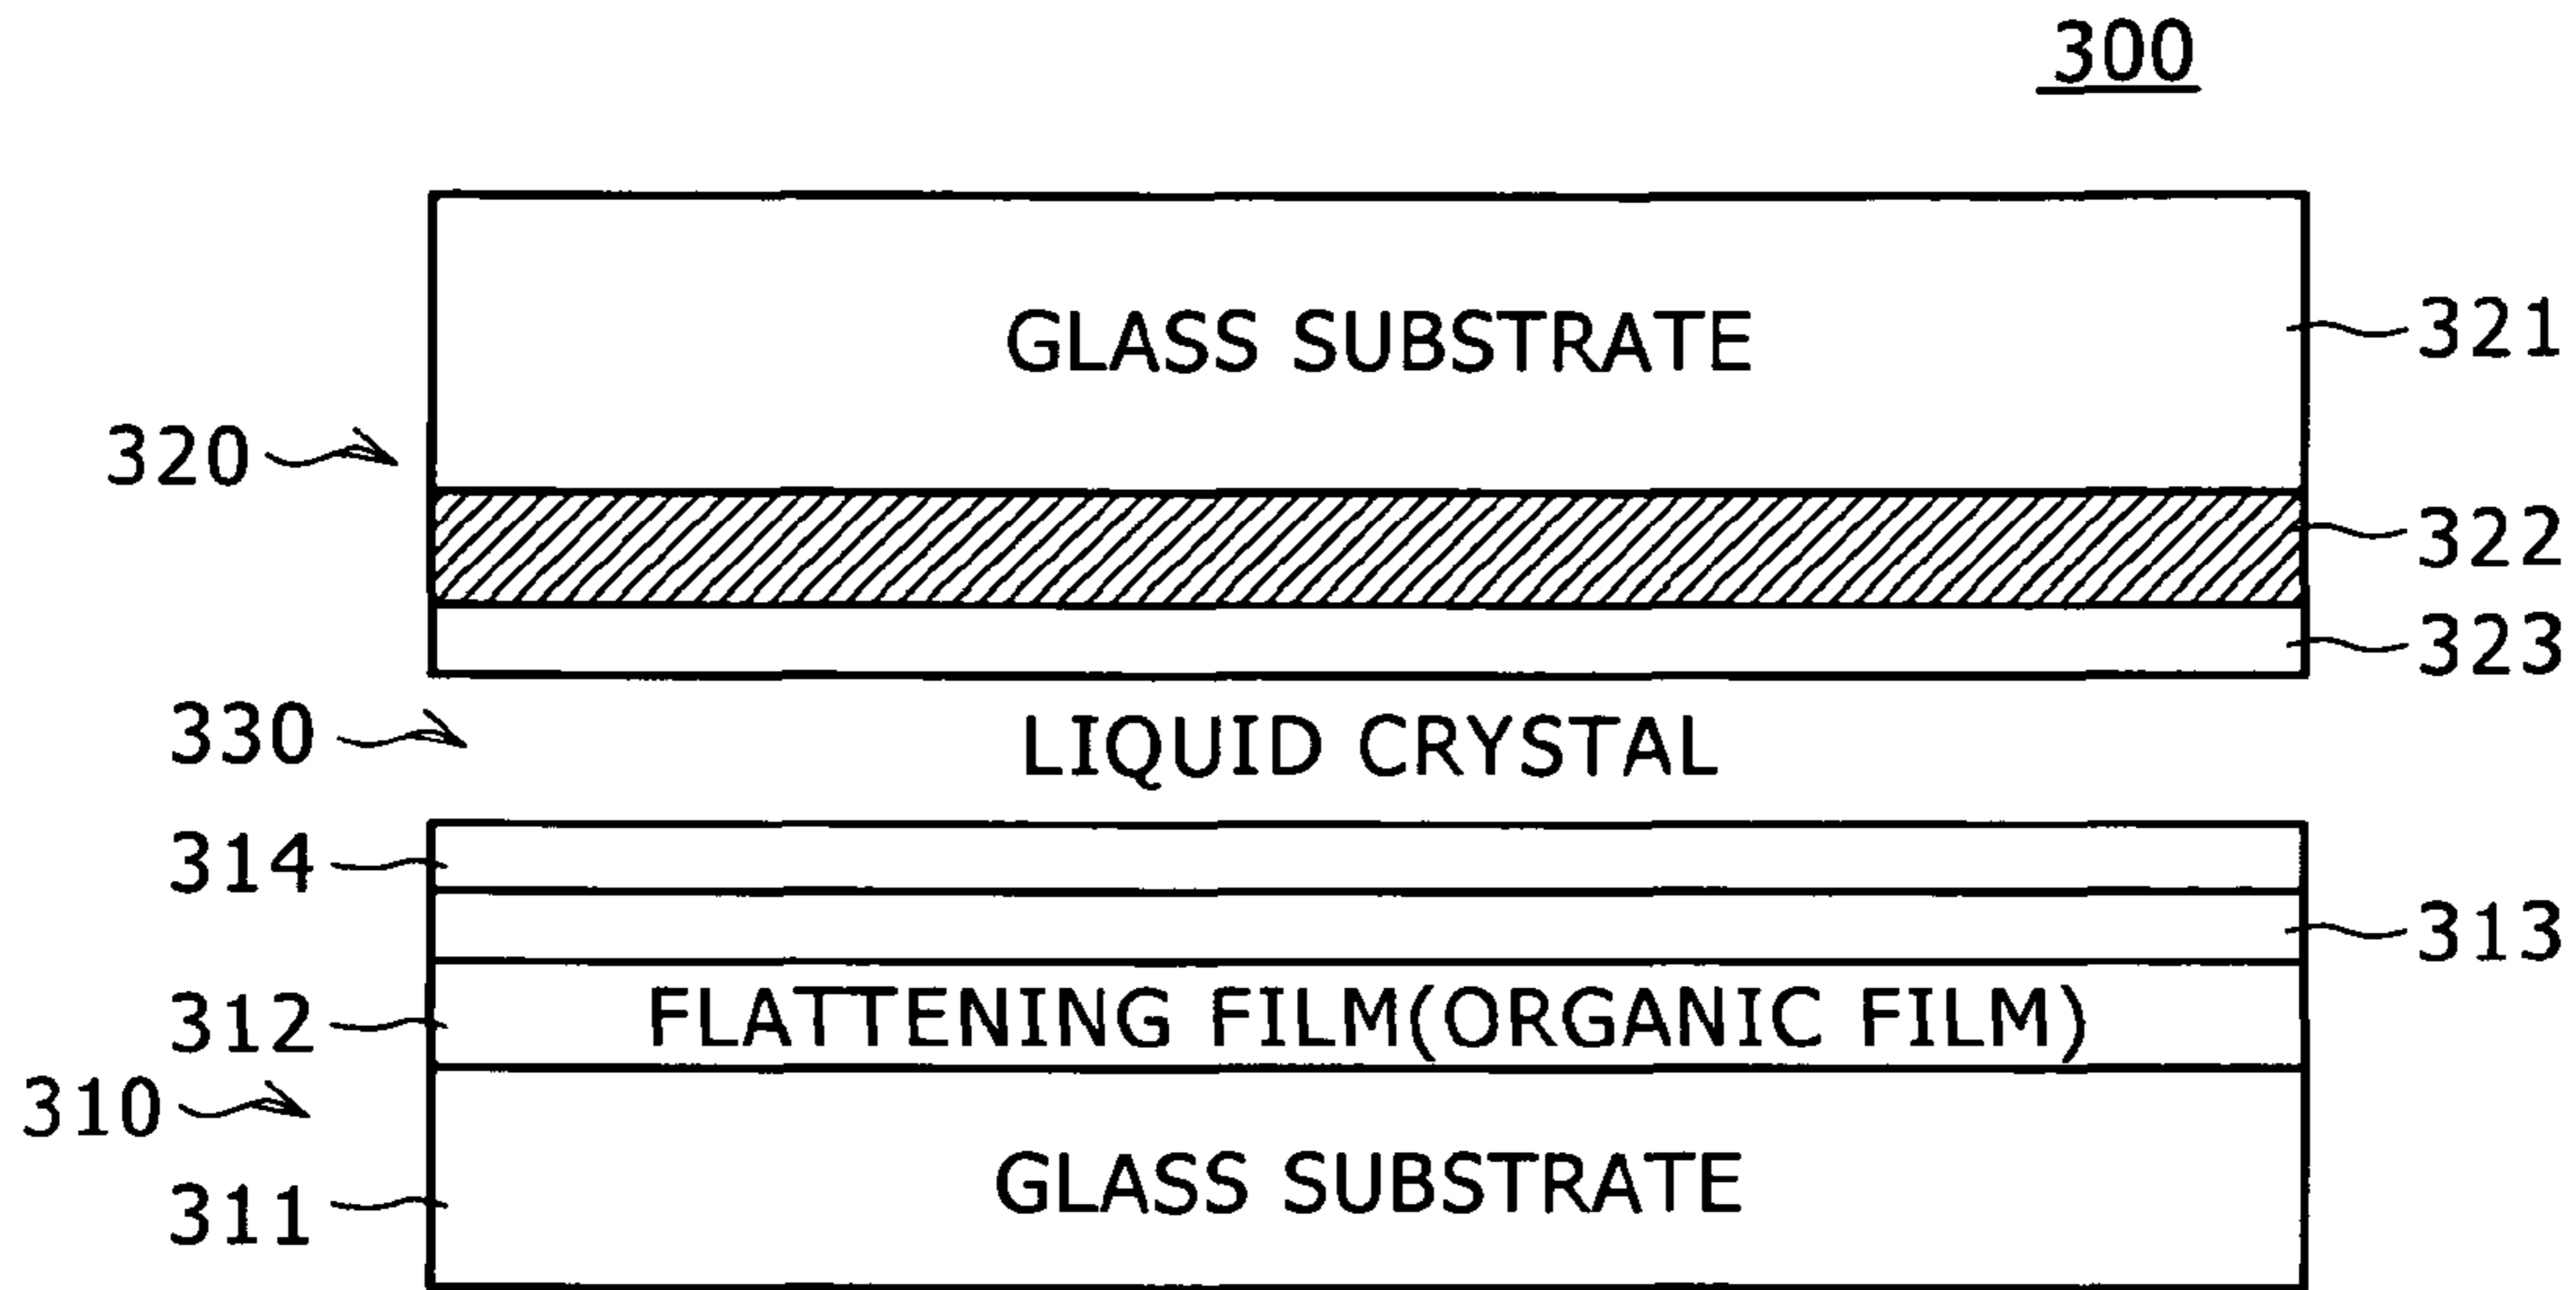 300
GLASS SUBSTRATE
321
320
322
323
330
LIQUID CRYSTAL
314
313
312
FLATTENING FILM(ORGANIC FILM)
310
GLASS SUBSTRATE
311